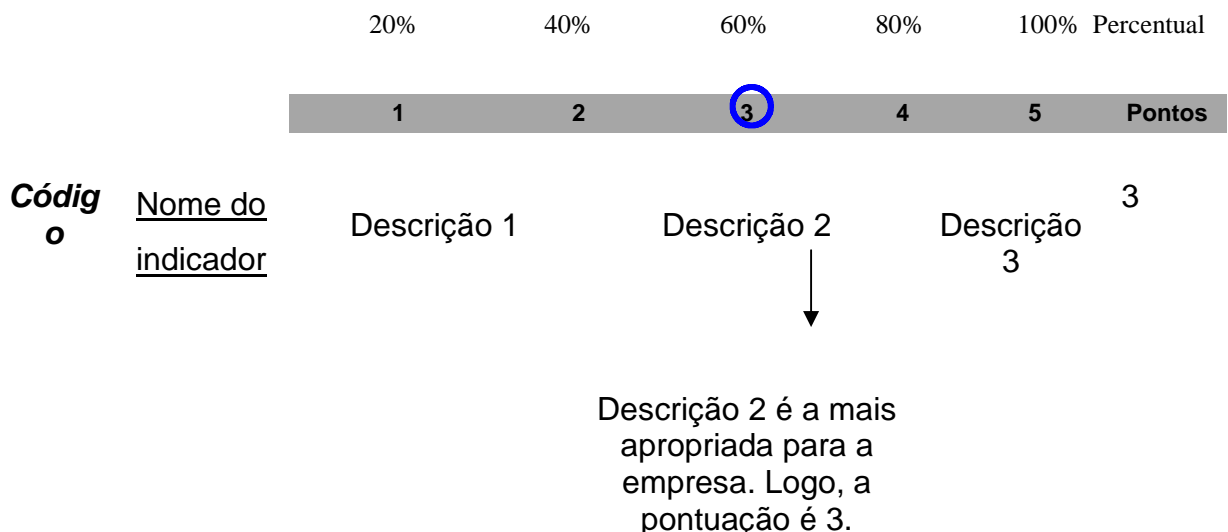 20% 40% 60% 80% 100% Percentual
1 2 3 4 5 Pontos
Códig
o
Nome do
indicador
Descrição 1
Descrição 2
Descrição
3
3
Descrição 2 é a mais
apropriada para a
empresa. Logo, a
pontuação é 3.